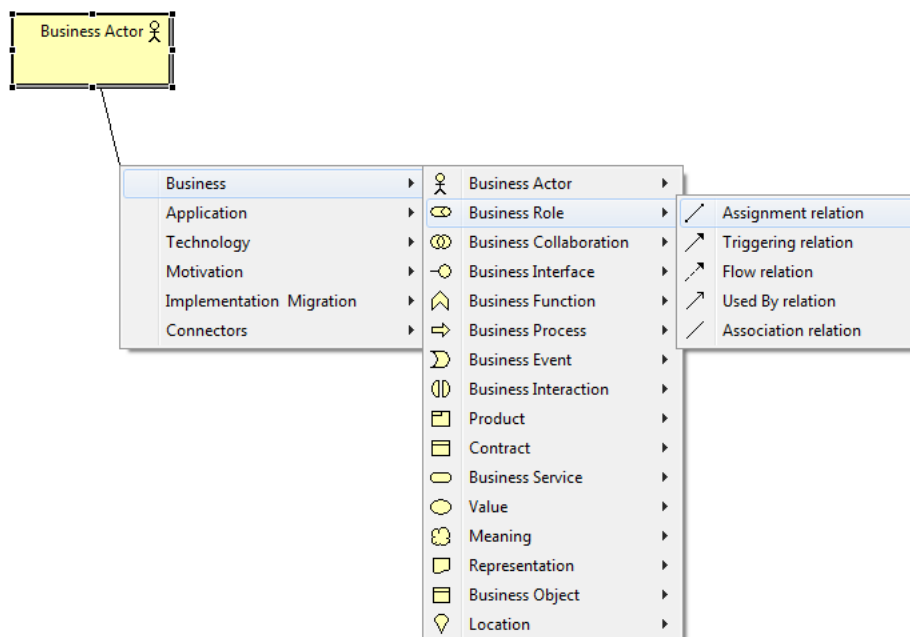 Business Actor
Business
Application
Technology
Motivation
Implementation Migration
Connectors
Business Actor
Business Role
Business Collaboration
Business Interface
Business Function
Business Process
Business Event
Business Interaction
Product
Contract
Business Service
Value
Meaning
Representation
Business Object
Location
Assignment relation
Triggering relation
Flow relation
Used By relation
Association relation